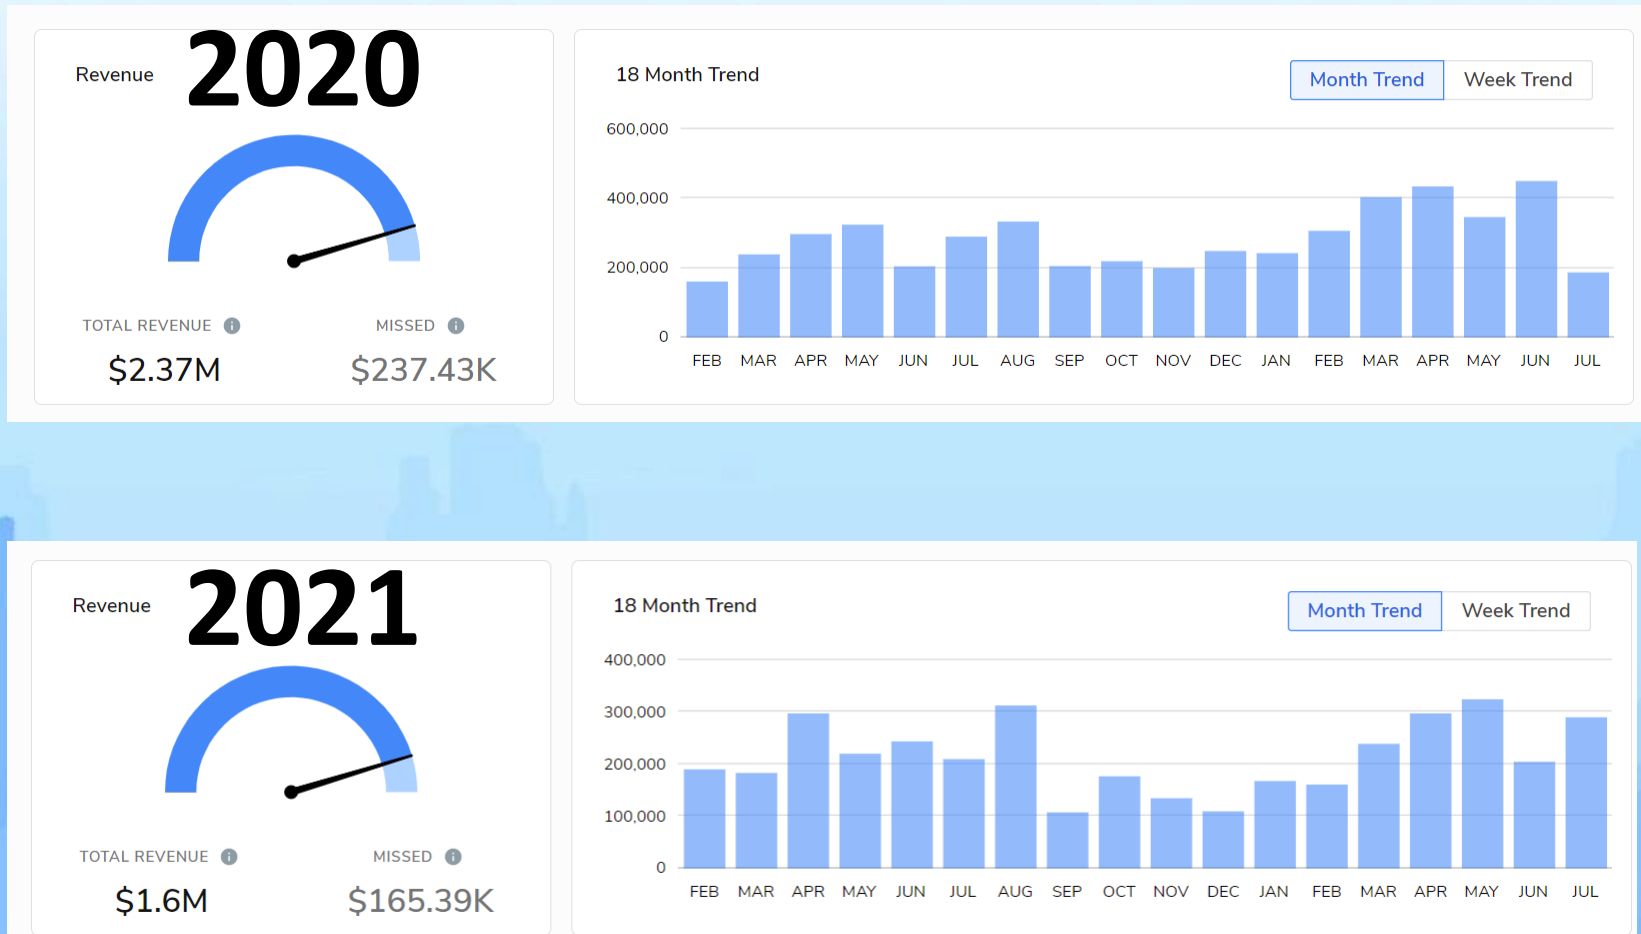 Revenue 2020
TOTAL REVENUE MISSED
$2.37M $237.43K
18 Month Trend Month Trend Week Trend
600,000
400,000
200,000
0
FEB MAR APR MAY JUN JUL AUG SEP OCT NOV DEC JAN FEB MAR APR MAY JUN JUL
Revenue 2021
TOTAL REVENUE MISSED
$1.6M $165.39K
18 Month Trend Month Trend Week Trend
400,000
300,000
200,000
100,000
0
FEB MAR APR MAY JUN JUL AUG SEP OCT NOV DEC JAN FEB MAR APR MAY JUN JUL